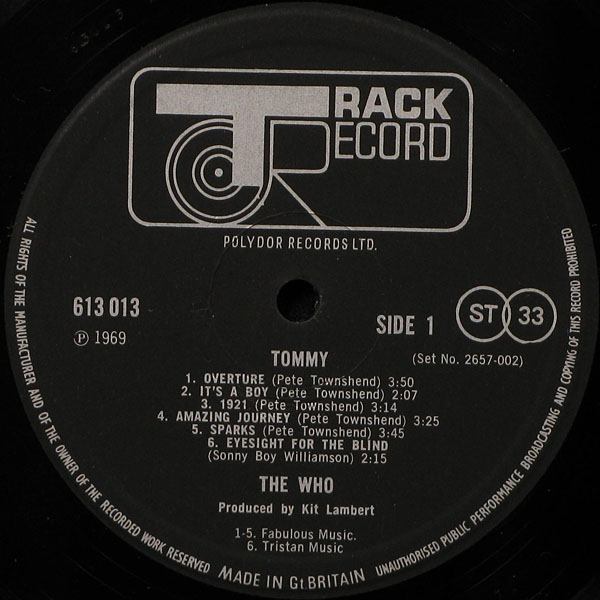 TRACK
RECORD
POLYDOR RECORDS LTD.
613 013
℗ 1969
SIDE 1
ST 33
TOMMY
(Set No. 2657-002)
1. OVERTURE (Pete Townshend) 3:50
2. IT'S A BOY (Pete Townshend) 2:07
3. 1921 (Pete Townshend) 3:14
4. AMAZING JOURNEY (Pete Townshend) 3:25
5. SPARKS (Pete Townshend) 3:45
6. EYESIGHT FOR THE BLIND
(Sonny Boy Williamson) 2:15
THE WHO
Produced by Kit Lambert
1-5. Fabulous Music.
6. Tristan Music
ALL RIGHTS OF THE MANUFACTURER AND OF THE OWNER OF THE RECORDED WORK RESERVED
MADE IN Gt. BRITAIN
UNAUTHORISED PUBLIC PERFORMANCE BROADCASTING AND COPYING OF THIS RECORD PROHIBITED